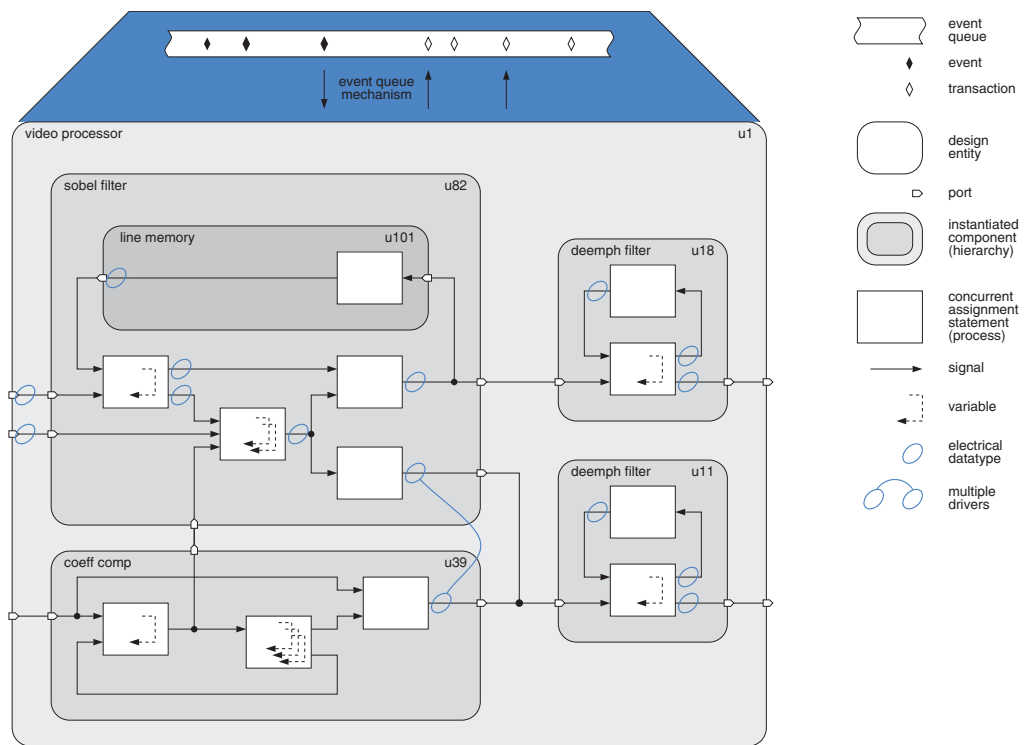 event queue
mechanism
video processor
u1
sobel filter
u82
line memory
u101
deemph filter
u18
deemph filter
u11
coeff comp
u39
event
queue
event
transaction
design
entity
port
instantiated
component
(hierarchy)
concurrent
assignment
statement
(process)
signal
variable
electrical
datatype
multiple
drivers